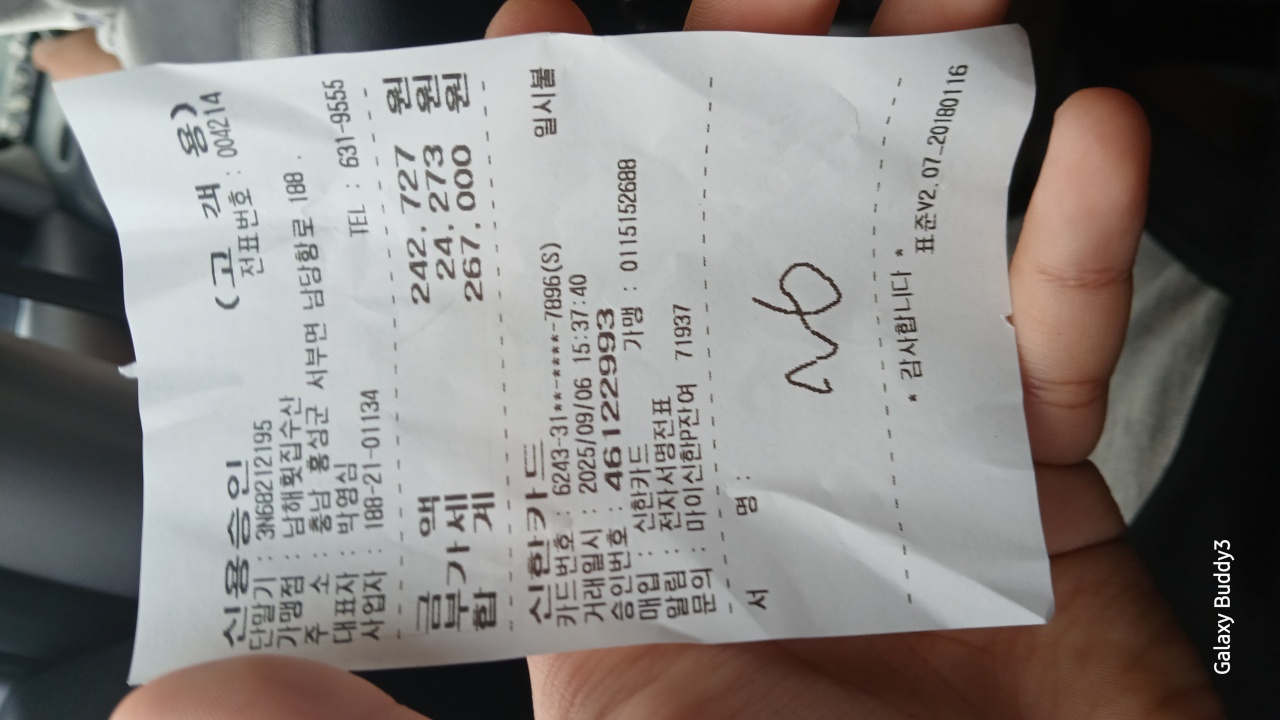 신용승인 (고 객 용)
단말기 : 3N68212195 전표번호 : 004214
가맹점 : 남해횟집수산
주 소 : 충남 홍성군 서부면 남당항로 188 .
대표자 : 박영심
사업자 : 188-21-01134 TEL : 631-9555
금 액 242,727 원
부가세 24,273 원
합 계 267,000 원
신한카드 일시불
카드번호 : 6243-31**-****-7896(S)
거래일시 : 2025/09/06 15:37:40
승인번호 : 46122993
매입 : 신한카드 가맹 : 0115152688
알림 : 전자서명전표
문의 : 마이신한P잔여 71937
서 명 :
* 감사합니다 *
표준V2.07_20180116
Galaxy Buddy3